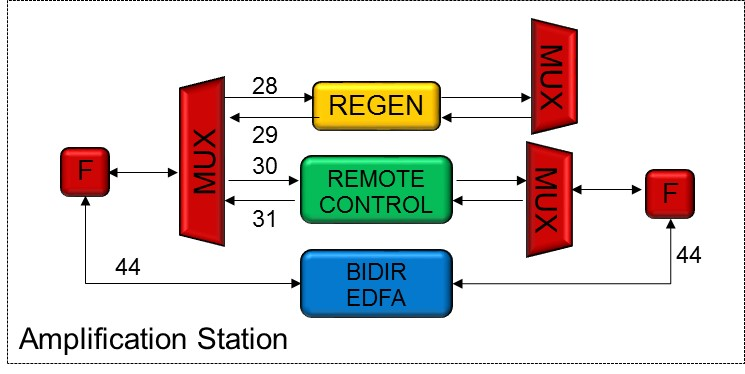 28
REGEN
MUX
29
MUX
F
30
REMOTE
CONTROL
31
MUX
F
44
BIDIR
EDFA
44
Amplification Station